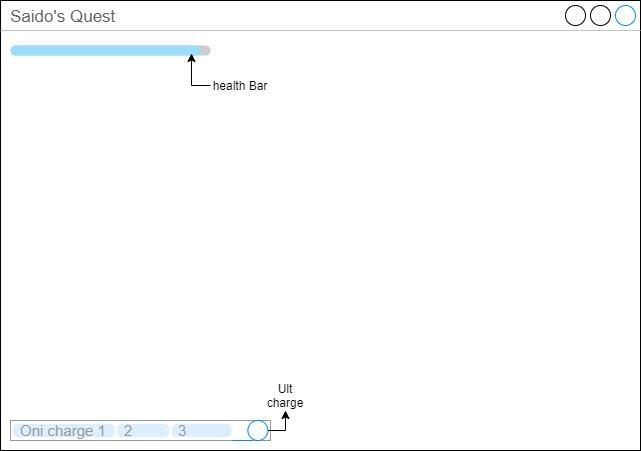 Saido's Quest
health Bar
Ult
charge
Oni charge 1 2 3